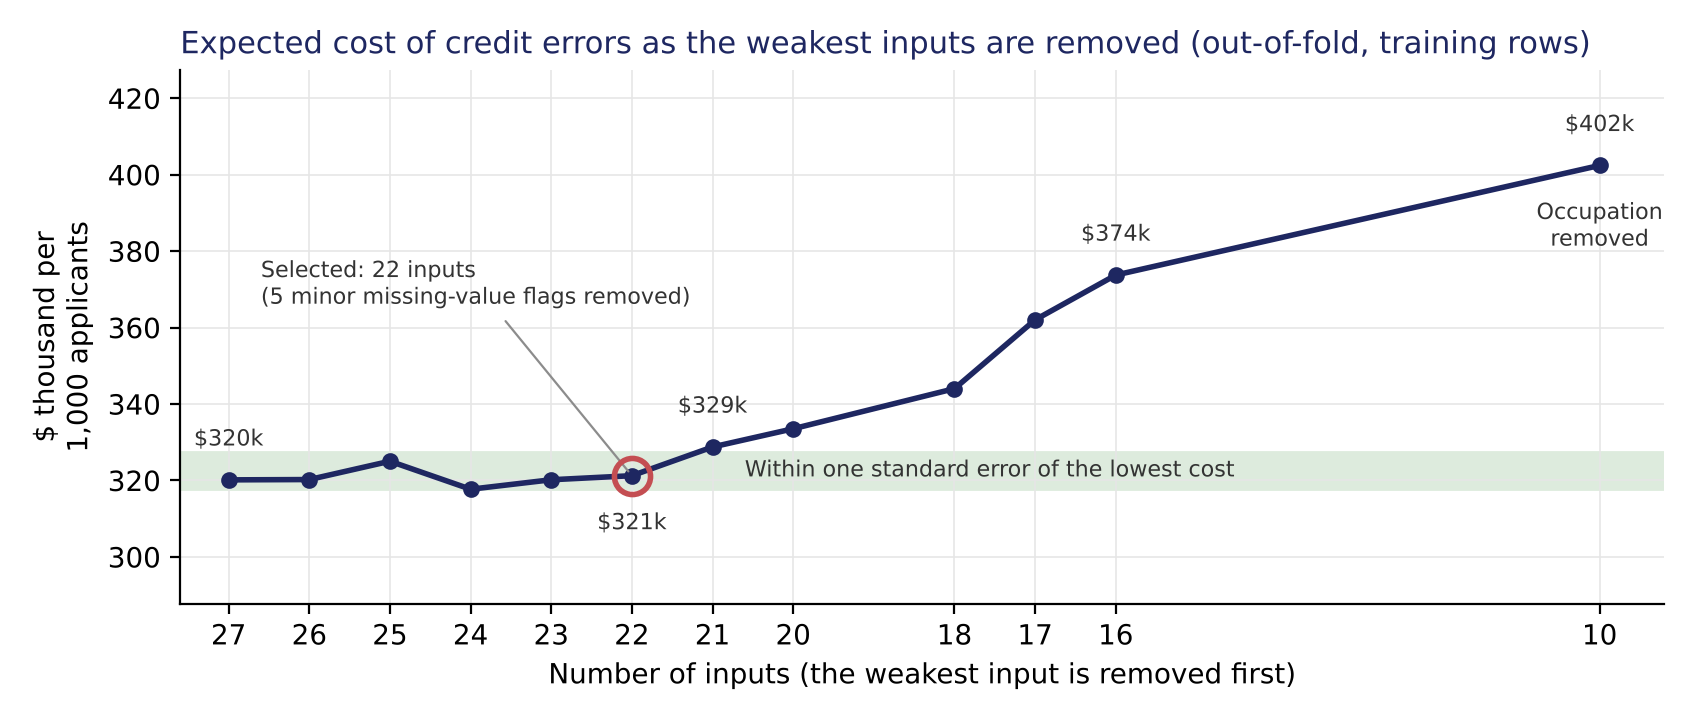 Expected cost of credit errors as the weakest inputs are removed (out-of-fold, training rows)
$ thousand per
1,000 applicants
420
400
380
360
340
320
300
$402k
Occupation
removed
$374k
Selected: 22 inputs
(5 minor missing-value flags removed)
$329k
$320k
Within one standard error of the lowest cost
$321k
27 26 25 24 23 22 21 20 18 17 16 10
Number of inputs (the weakest input is removed first)